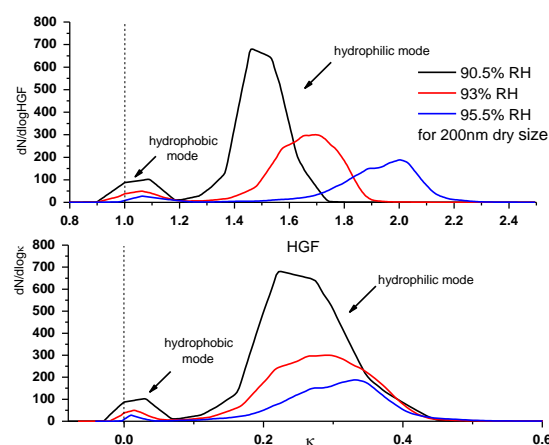 800
700
600
500
400
300
200
100
0
dN/dlogHGF
hydrophobic
mode
hydrophilic mode
90.5% RH
93% RH
95.5% RH
for 200nm dry size
0.8 1.0 1.2 1.4 1.6 1.8 2.0 2.2 2.4
HGF
800
700
600
500
400
300
200
100
0
dN/dlogκ
hydrophobic
mode
hydrophilic mode
0.0 0.2 0.4 0.6
κ